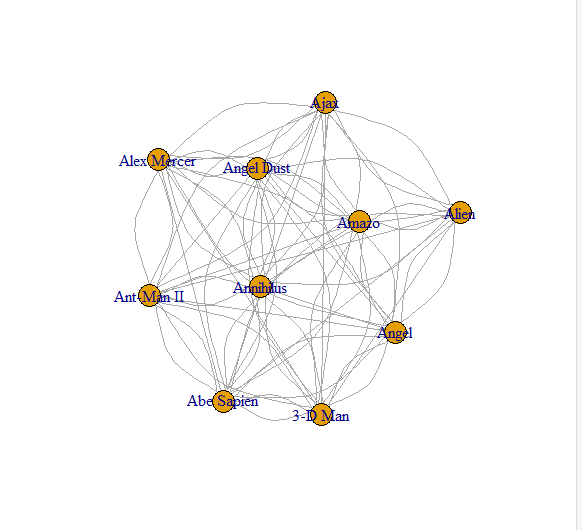 Ajax
Alex Mercer
Angel Dust
Alien
Amazo
Annihilus
Ant-Man II
Angel
Abe Sapien
3-D Man